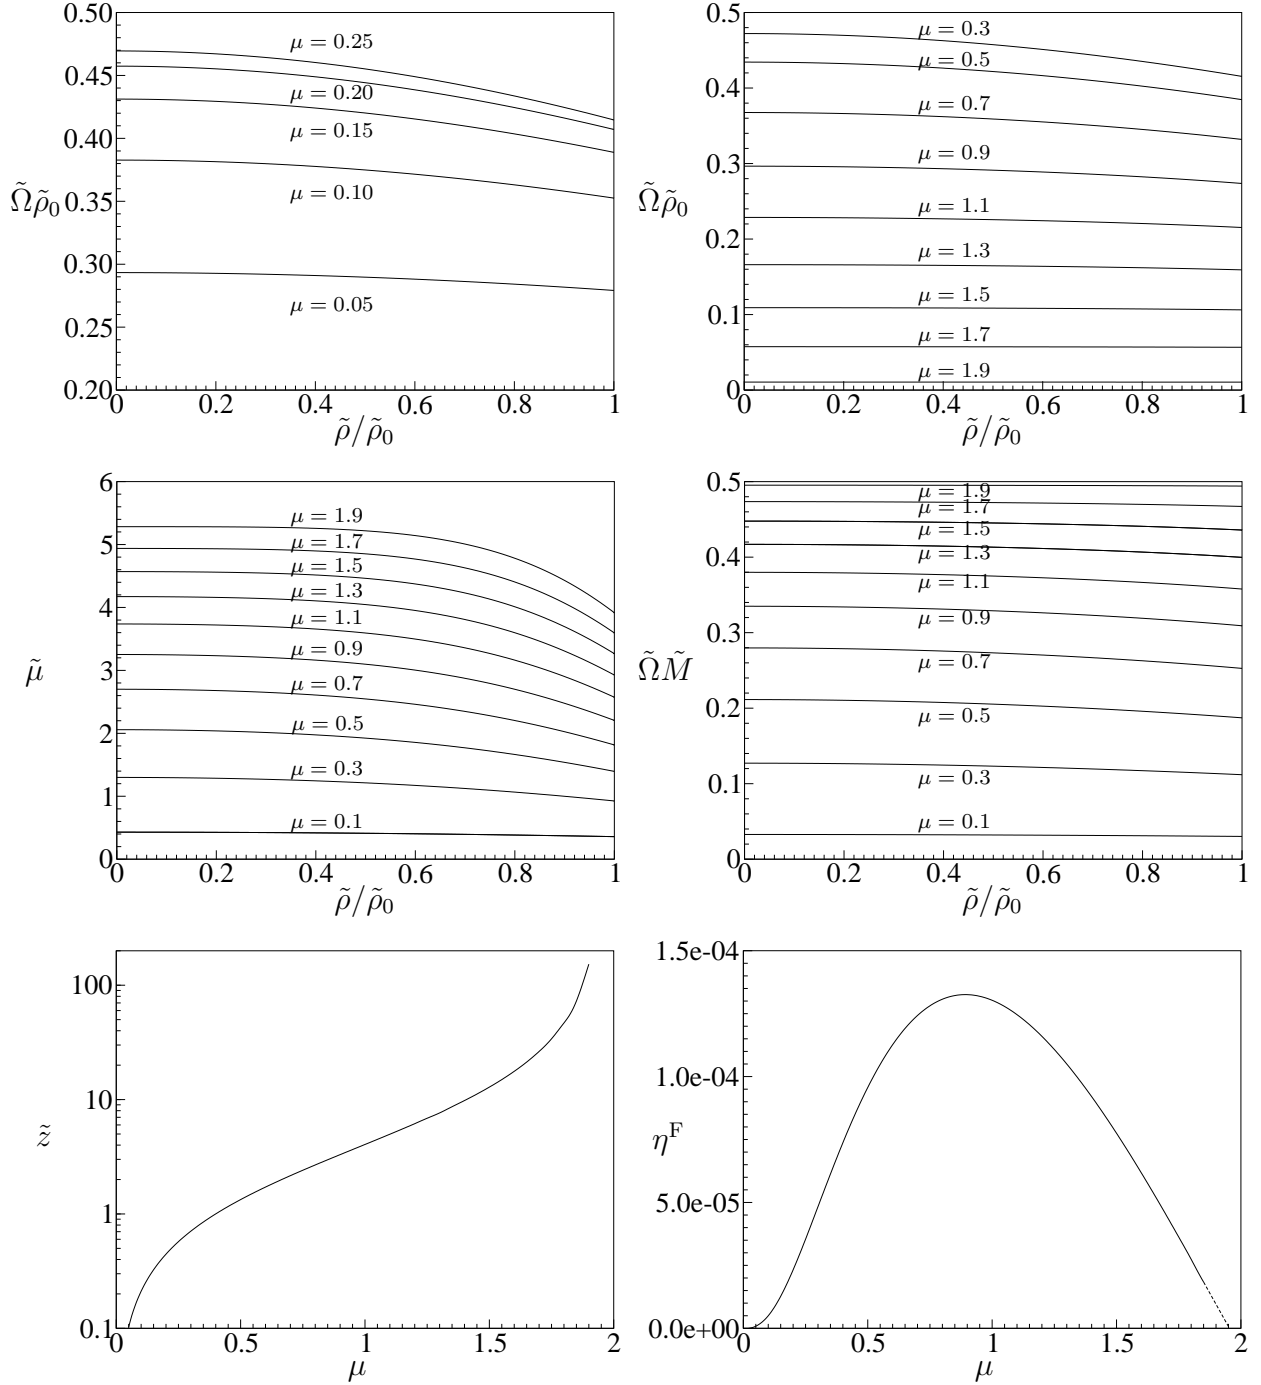 0.50
0.45
0.40
0.35
0.30
0.25
0.20
Ω̃ρ̃₀
μ = 0.25
μ = 0.20
μ = 0.15
μ = 0.10
μ = 0.05
0 0.2 0.4 0.6 0.8 1
ρ̃/ρ̃₀
0.5
0.4
0.3
0.2
0.1
0
Ω̃ρ̃₀
μ = 0.3
μ = 0.5
μ = 0.7
μ = 0.9
μ = 1.1
μ = 1.3
μ = 1.5
μ = 1.7
μ = 1.9
0 0.2 0.4 0.6 0.8 1
ρ̃/ρ̃₀
6
5
4
3
2
1
0
μ̃
μ = 1.9
μ = 1.7
μ = 1.5
μ = 1.3
μ = 1.1
μ = 0.9
μ = 0.7
μ = 0.5
μ = 0.3
μ = 0.1
0 0.2 0.4 0.6 0.8 1
ρ̃/ρ̃₀
0.5
0.4
0.3
0.2
0.1
0
Ω̃M̃
μ = 1.9
μ = 1.7
μ = 1.5
μ = 1.3
μ = 1.1
μ = 0.9
μ = 0.7
μ = 0.5
μ = 0.3
μ = 0.1
0 0.2 0.4 0.6 0.8 1
ρ̃/ρ̃₀
100
10
1
0.1
z̃
0 0.5 1 1.5 2
μ
1.5e-04
1.0e-04
5.0e-05
0.0e+00
η^F
0 0.5 1 1.5 2
μ